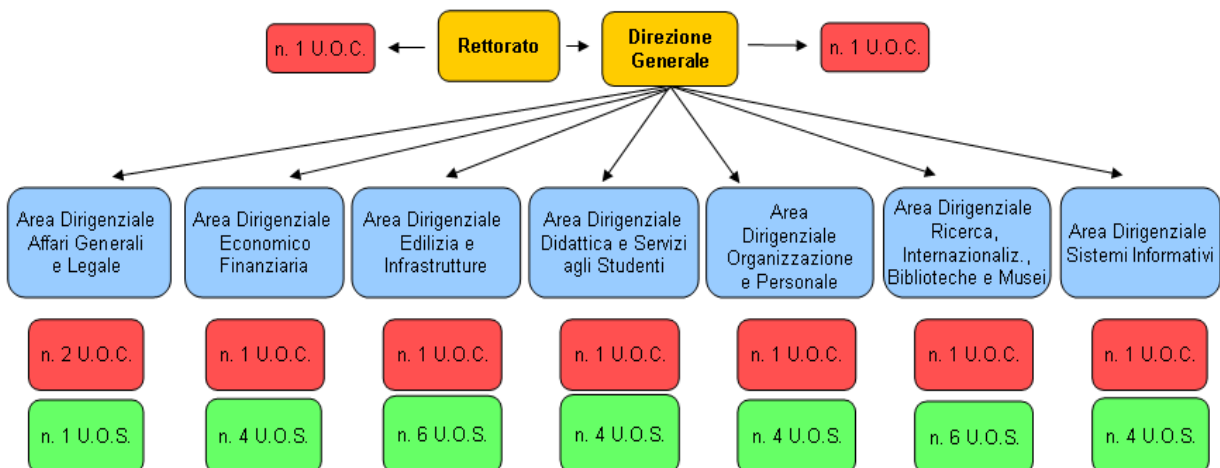 n. 1 U.O.C.
Rettorato
Direzione
Generale
n. 1 U.O.C.
Area Dirigenziale
Affari Generali
e Legale
Area Dirigenziale
Economico
Finanziaria
Area Dirigenziale
Edilizia e
Infrastrutture
Area Dirigenziale
Didattica e Servizi
agli Studenti
Area
Dirigenziale
Organizzazione
e Personale
Area Dirigenziale
Ricerca,
Internazionaliz.,
Biblioteche e Musei
Area Dirigenziale
Sistemi Informativi
n. 2 U.O.C.
n. 1 U.O.C.
n. 1 U.O.C.
n. 1 U.O.C.
n. 1 U.O.C.
n. 1 U.O.C.
n. 1 U.O.C.
n. 1 U.O.S.
n. 4 U.O.S.
n. 6 U.O.S.
n. 4 U.O.S.
n. 4 U.O.S.
n. 6 U.O.S.
n. 4 U.O.S.